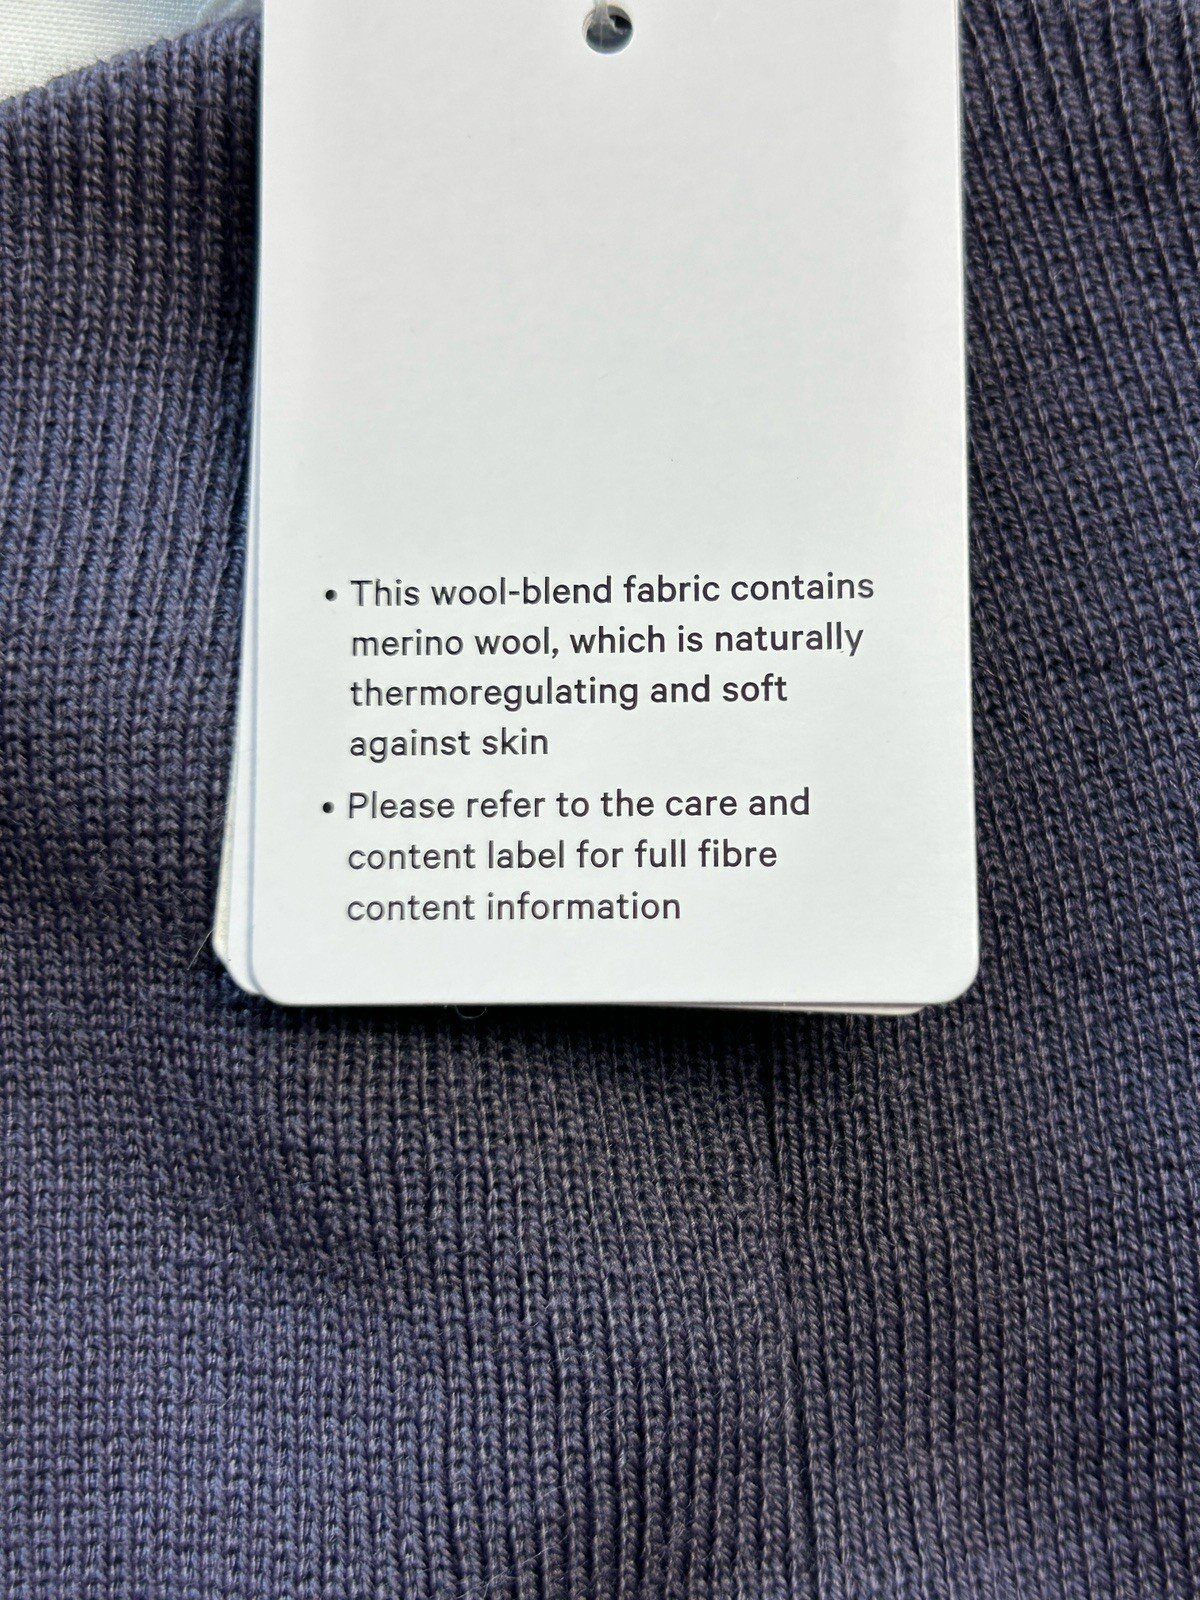 • This wool-blend fabric contains
merino wool, which is naturally
thermoregulating and soft
against skin
• Please refer to the care and
content label for full fibre
content information